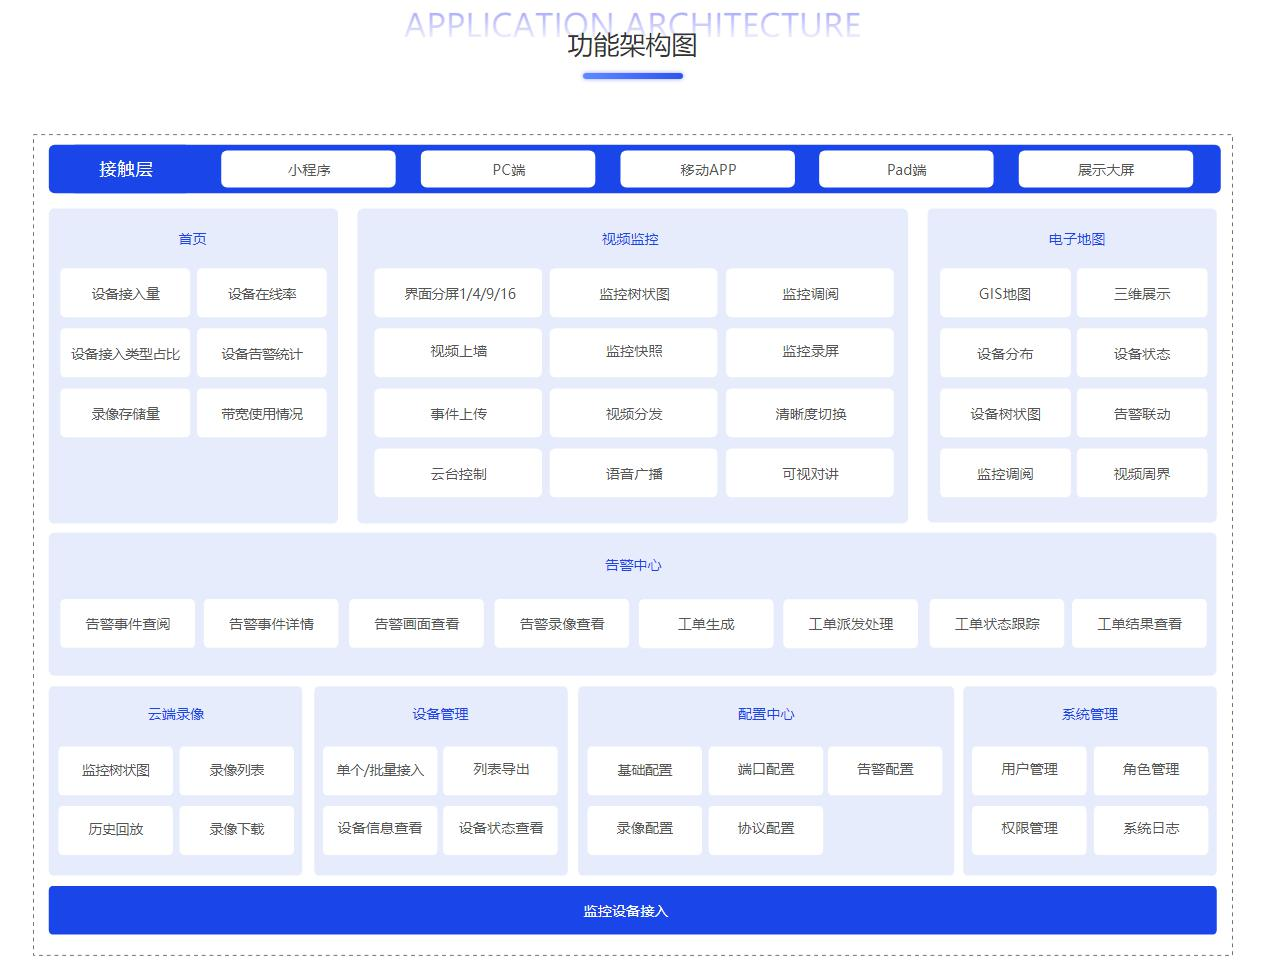 APPLICATION ARCHITECTURE
功能架构图
接触层 小程序 PC端 移动APP Pad端 展示大屏
首页
设备接入量 设备在线率
设备接入类型占比 设备告警统计
录像存储量 带宽使用情况
视频监控
界面分屏1/4/9/16 监控树状图 监控调阅
视频上墙 监控快照 监控录屏
事件上传 视频分发 清晰度切换
云台控制 语音广播 可视对讲
电子地图
GIS地图 三维展示
设备分布 设备状态
设备树状图 告警联动
监控调阅 视频周界
告警中心
告警事件查阅 告警事件详情 告警画面查看 告警录像查看 工单生成 工单派发处理 工单状态跟踪 工单结果查看
云端录像
监控树状图 录像列表
历史回放 录像下载
设备管理
单个/批量接入 列表导出
设备信息查看 设备状态查看
配置中心
基础配置 端口配置 告警配置
录像配置 协议配置
系统管理
用户管理 角色管理
权限管理 系统日志
监控设备接入